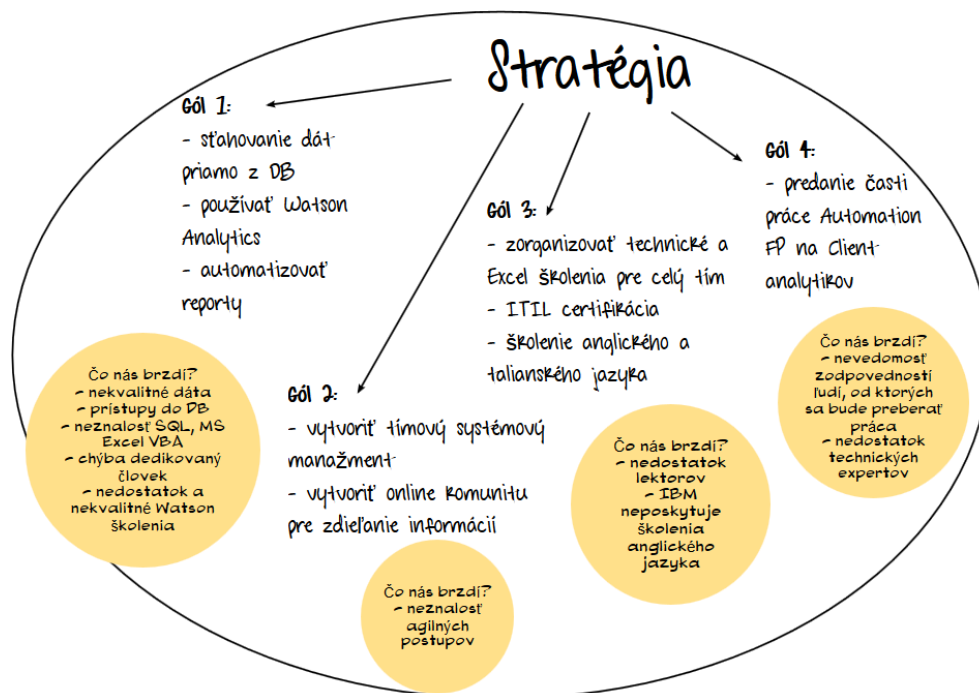 Stratégia
Gól 1:
- sťahovanie dát
priamo z DB
- používať Watson
Analytics
- automatizovať
reporty
Čo nás brzdí?
- nekvalitné dáta
- prístupy do DB
- neznalosť SQL, MS
Excel VBA
- chýba dedikovaný
človek
- nedostatok a
nekvalitné Watson
školenia
Gól 2:
- vytvoriť tímový systémový
manažment
- vytvoriť online komunitu
pre zdieľanie informácií
Čo nás brzdí?
- neznalosť
agilných
postupov
Gól 3:
- zorganizovať technické a
Excel školenia pre celý tím
- ITIL certifikácia
- školenie anglického a
talianského jazyka
Čo nás brzdí?
- nedostatok
lektorov
- IBM
neposkytuje
školenia
anglického
jazyka
Gól 4:
- predanie časti
práce Automation
FP na Client
analytikov
Čo nás brzdí?
- nevedomosť
zodpovedností
ľudí, od ktorých
sa bude preberať
práca
- nedostatok
technických
expertov